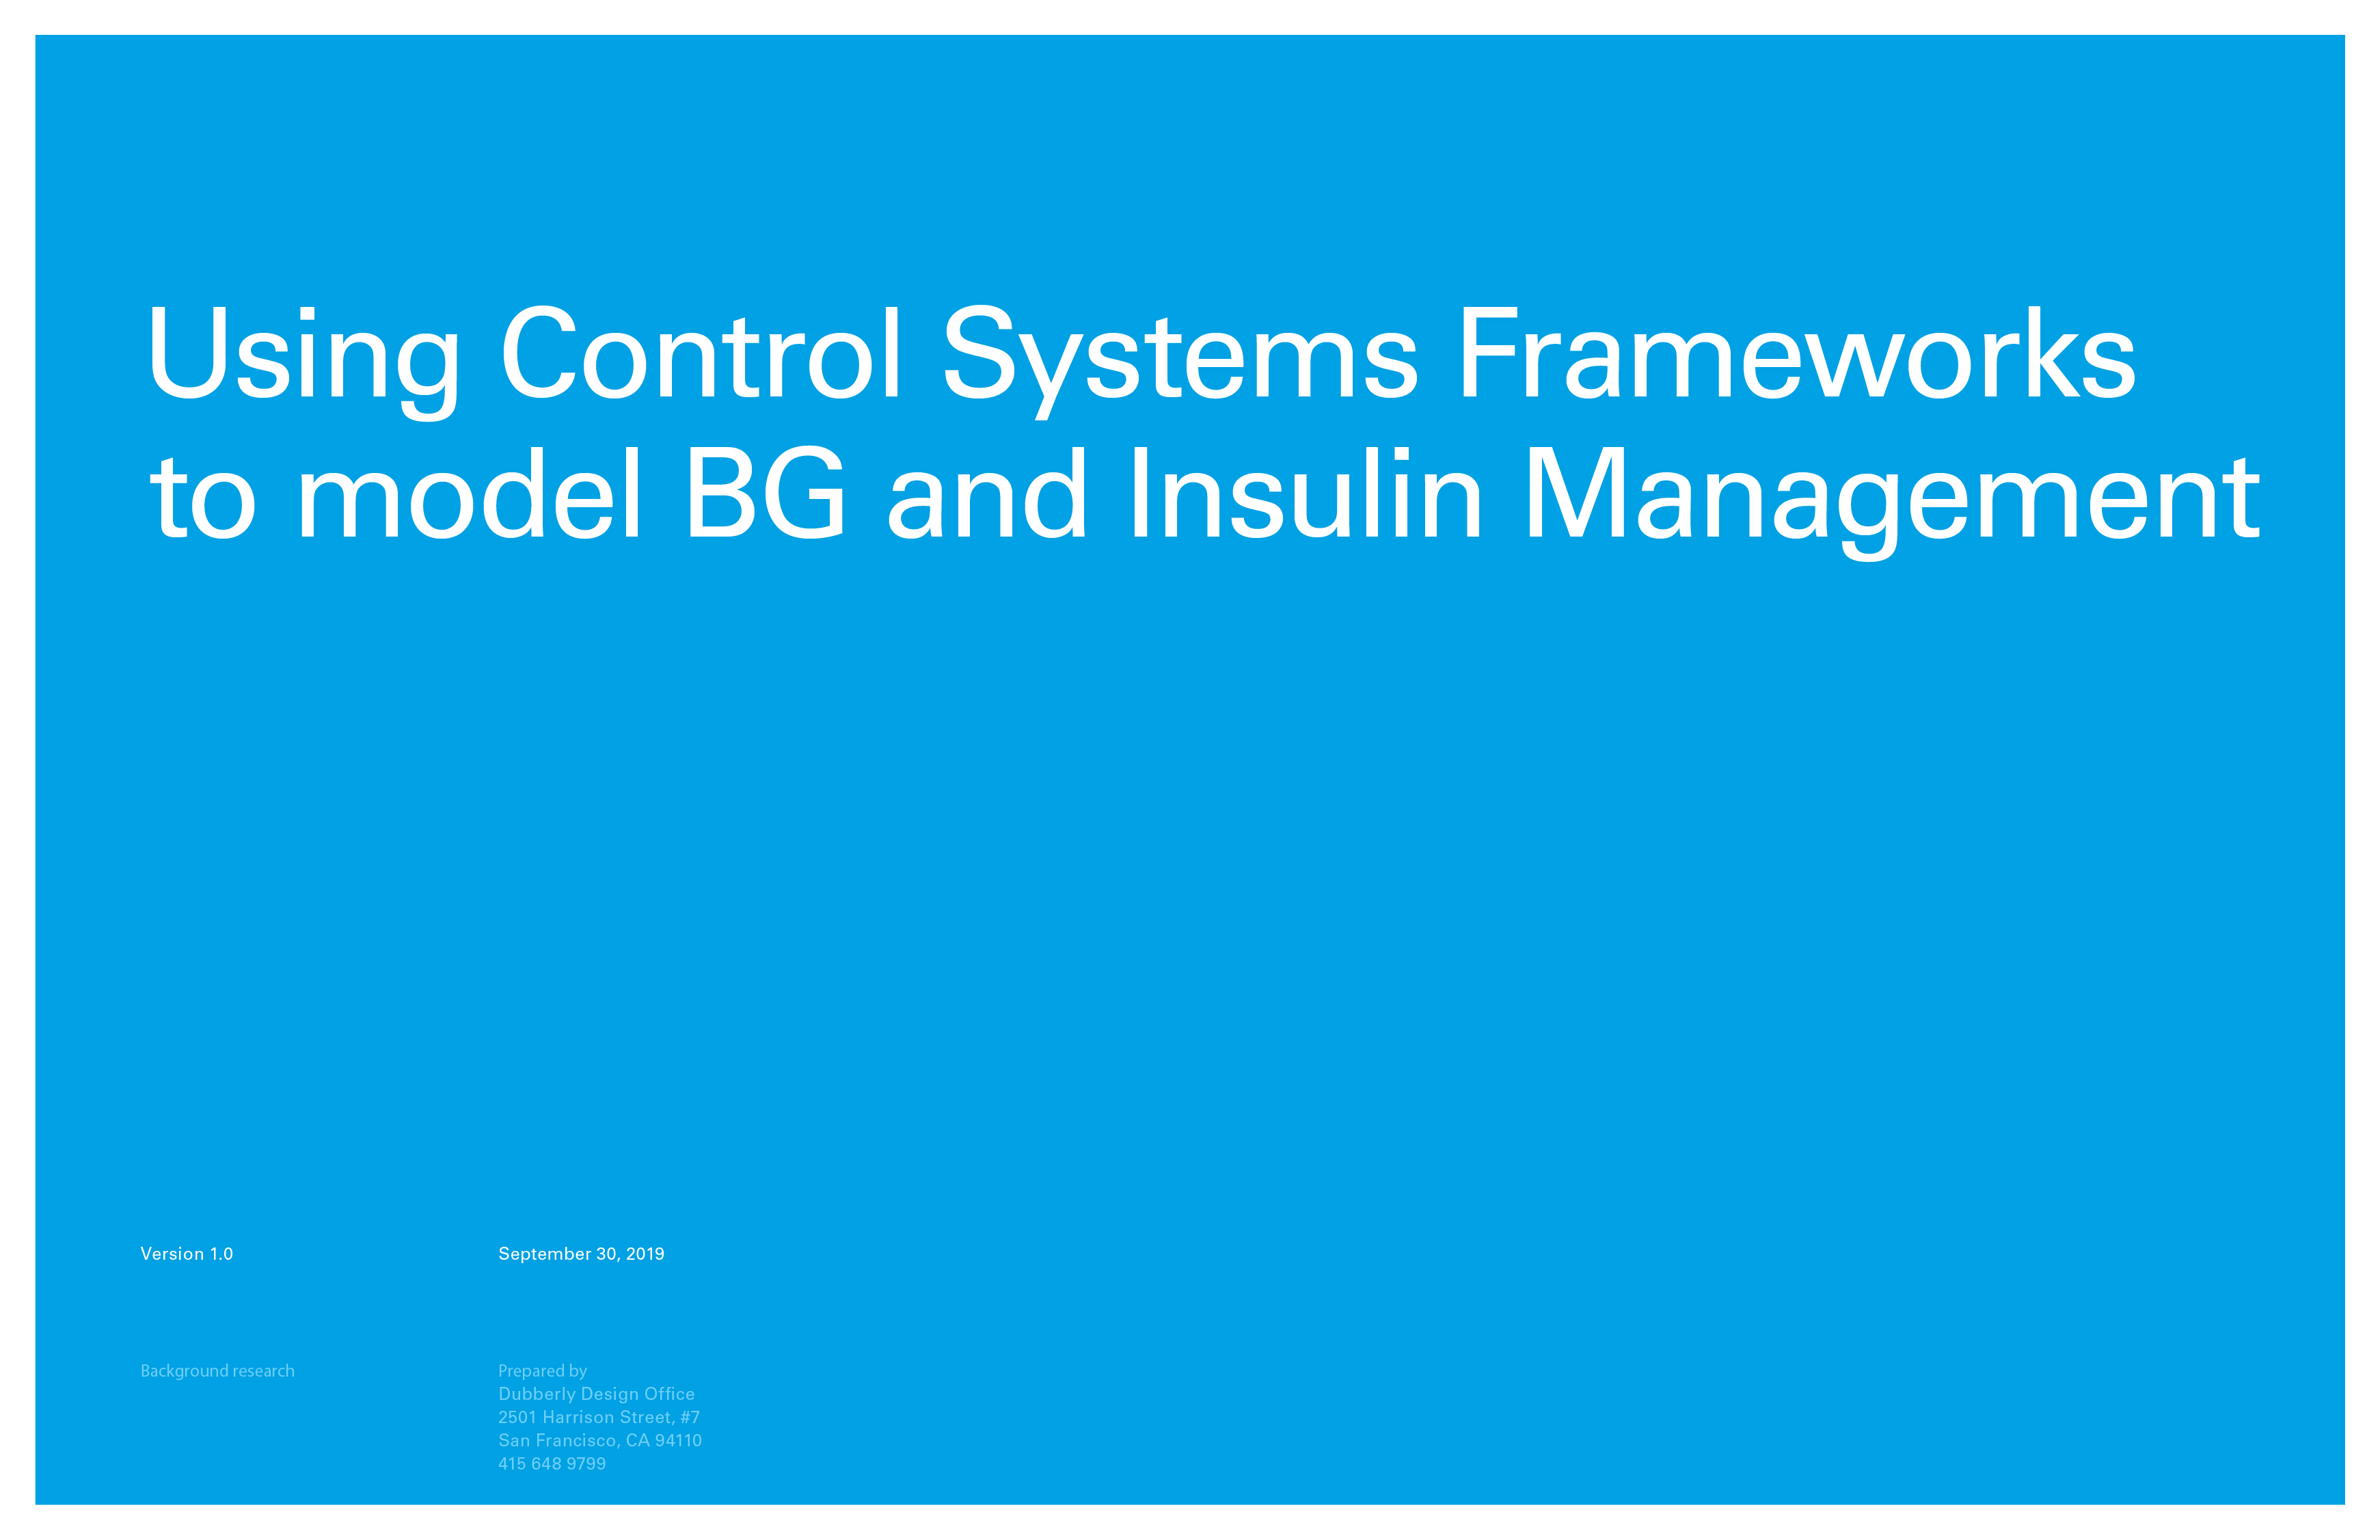 Using Control Systems Frameworks
to model BG and Insulin Management
Version 1.0
September 30, 2019
Background research
Prepared by
Dubberly Design Office
2501 Harrison Street, #7
San Francisco, CA 94110
415 648 9799